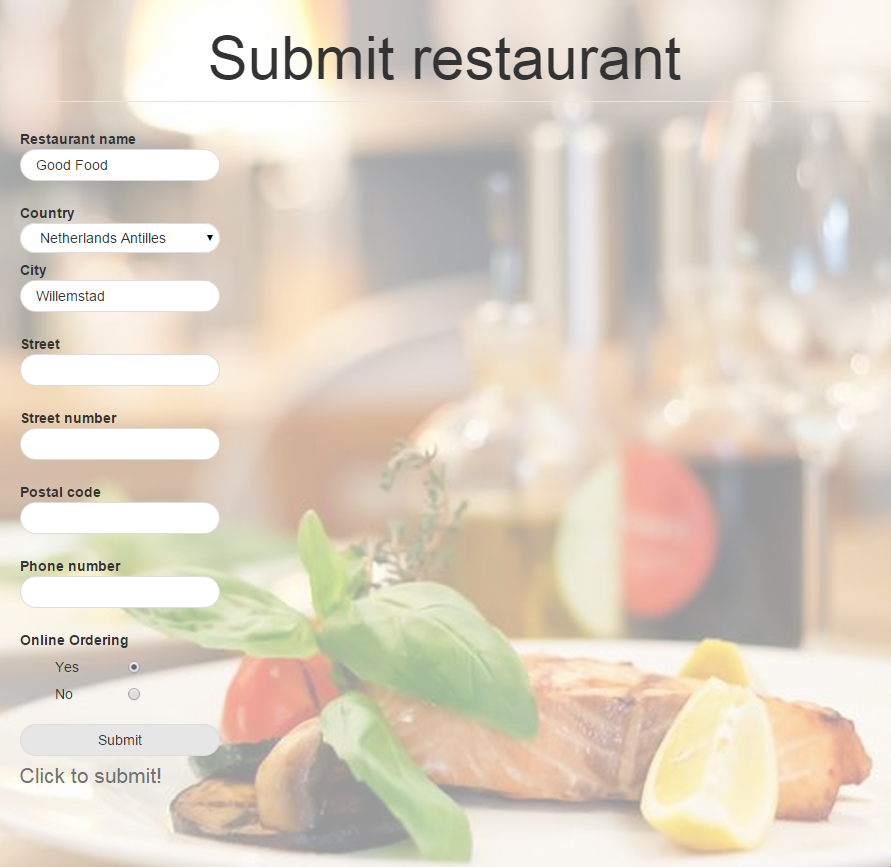 Submit restaurant
Restaurant name
Good Food
Country
Netherlands Antilles
City
Willemstad
Street
Street number
Postal code
Phone number
Online Ordering
Yes
No
Submit
Click to submit!